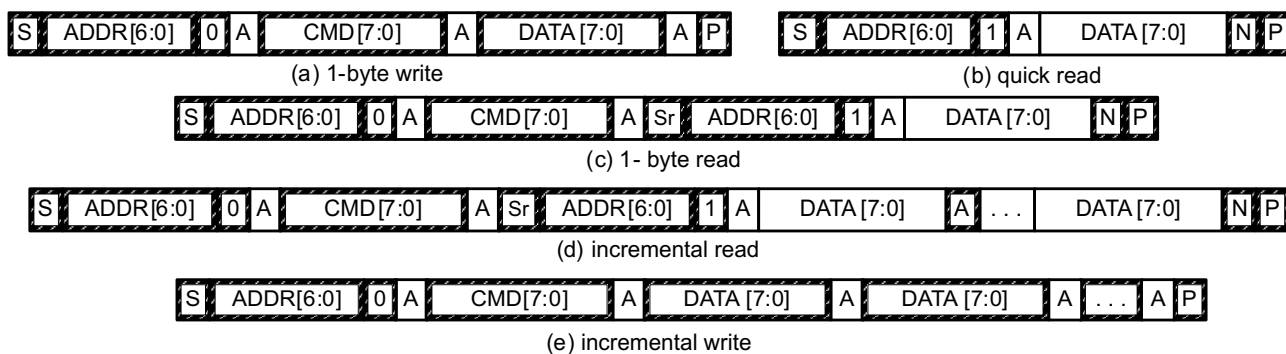 S ADDR[6:0] 0 A CMD[7:0] A DATA [7:0] A P
(a) 1-byte write
S ADDR[6:0] 1 A DATA [7:0] N P
(b) quick read
S ADDR[6:0] 0 A CMD[7:0] A Sr ADDR[6:0] 1 A DATA [7:0] N P
(c) 1- byte read
S ADDR[6:0] 0 A CMD[7:0] A Sr ADDR[6:0] 1 A DATA [7:0] A . . . DATA [7:0] N P
(d) incremental read
S ADDR[6:0] 0 A CMD[7:0] A DATA [7:0] A DATA [7:0] A . . . A P
(e) incremental write